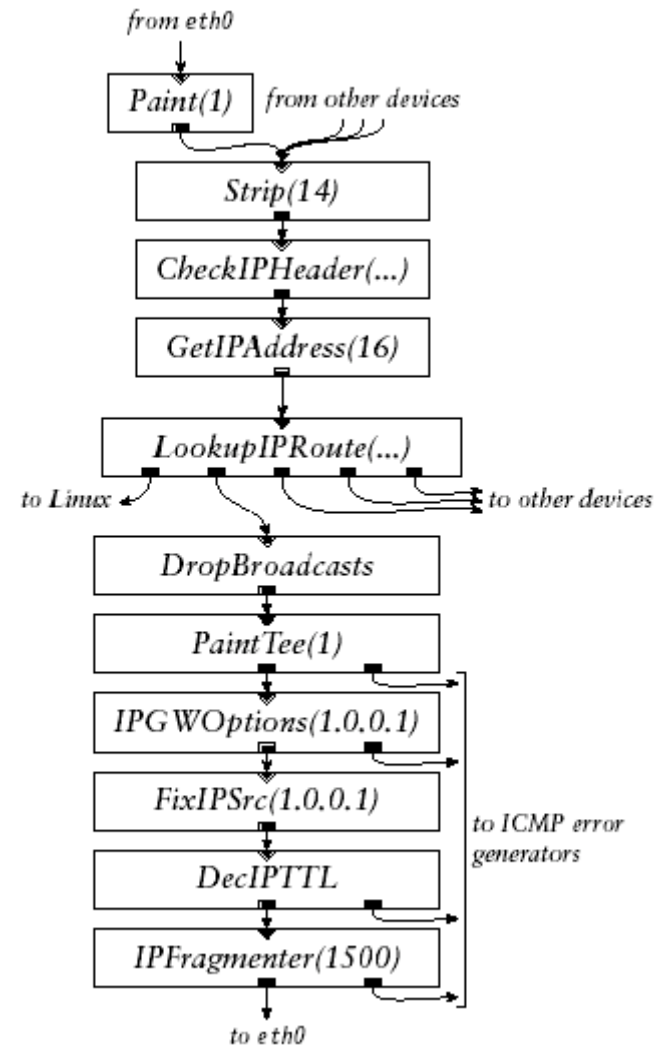 from eth0
Paint(1)
from other devices
Strip(14)
CheckIPHeader(...)
GetIPAddress(16)
LookupIPRoute(...)
to Linux
to other devices
DropBroadcasts
PaintTee(1)
IPGWOptions(1.0.0.1)
FixIPSrc(1.0.0.1)
to ICMP error
generators
DecIPTTL
IPFragmenter(1500)
to eth0